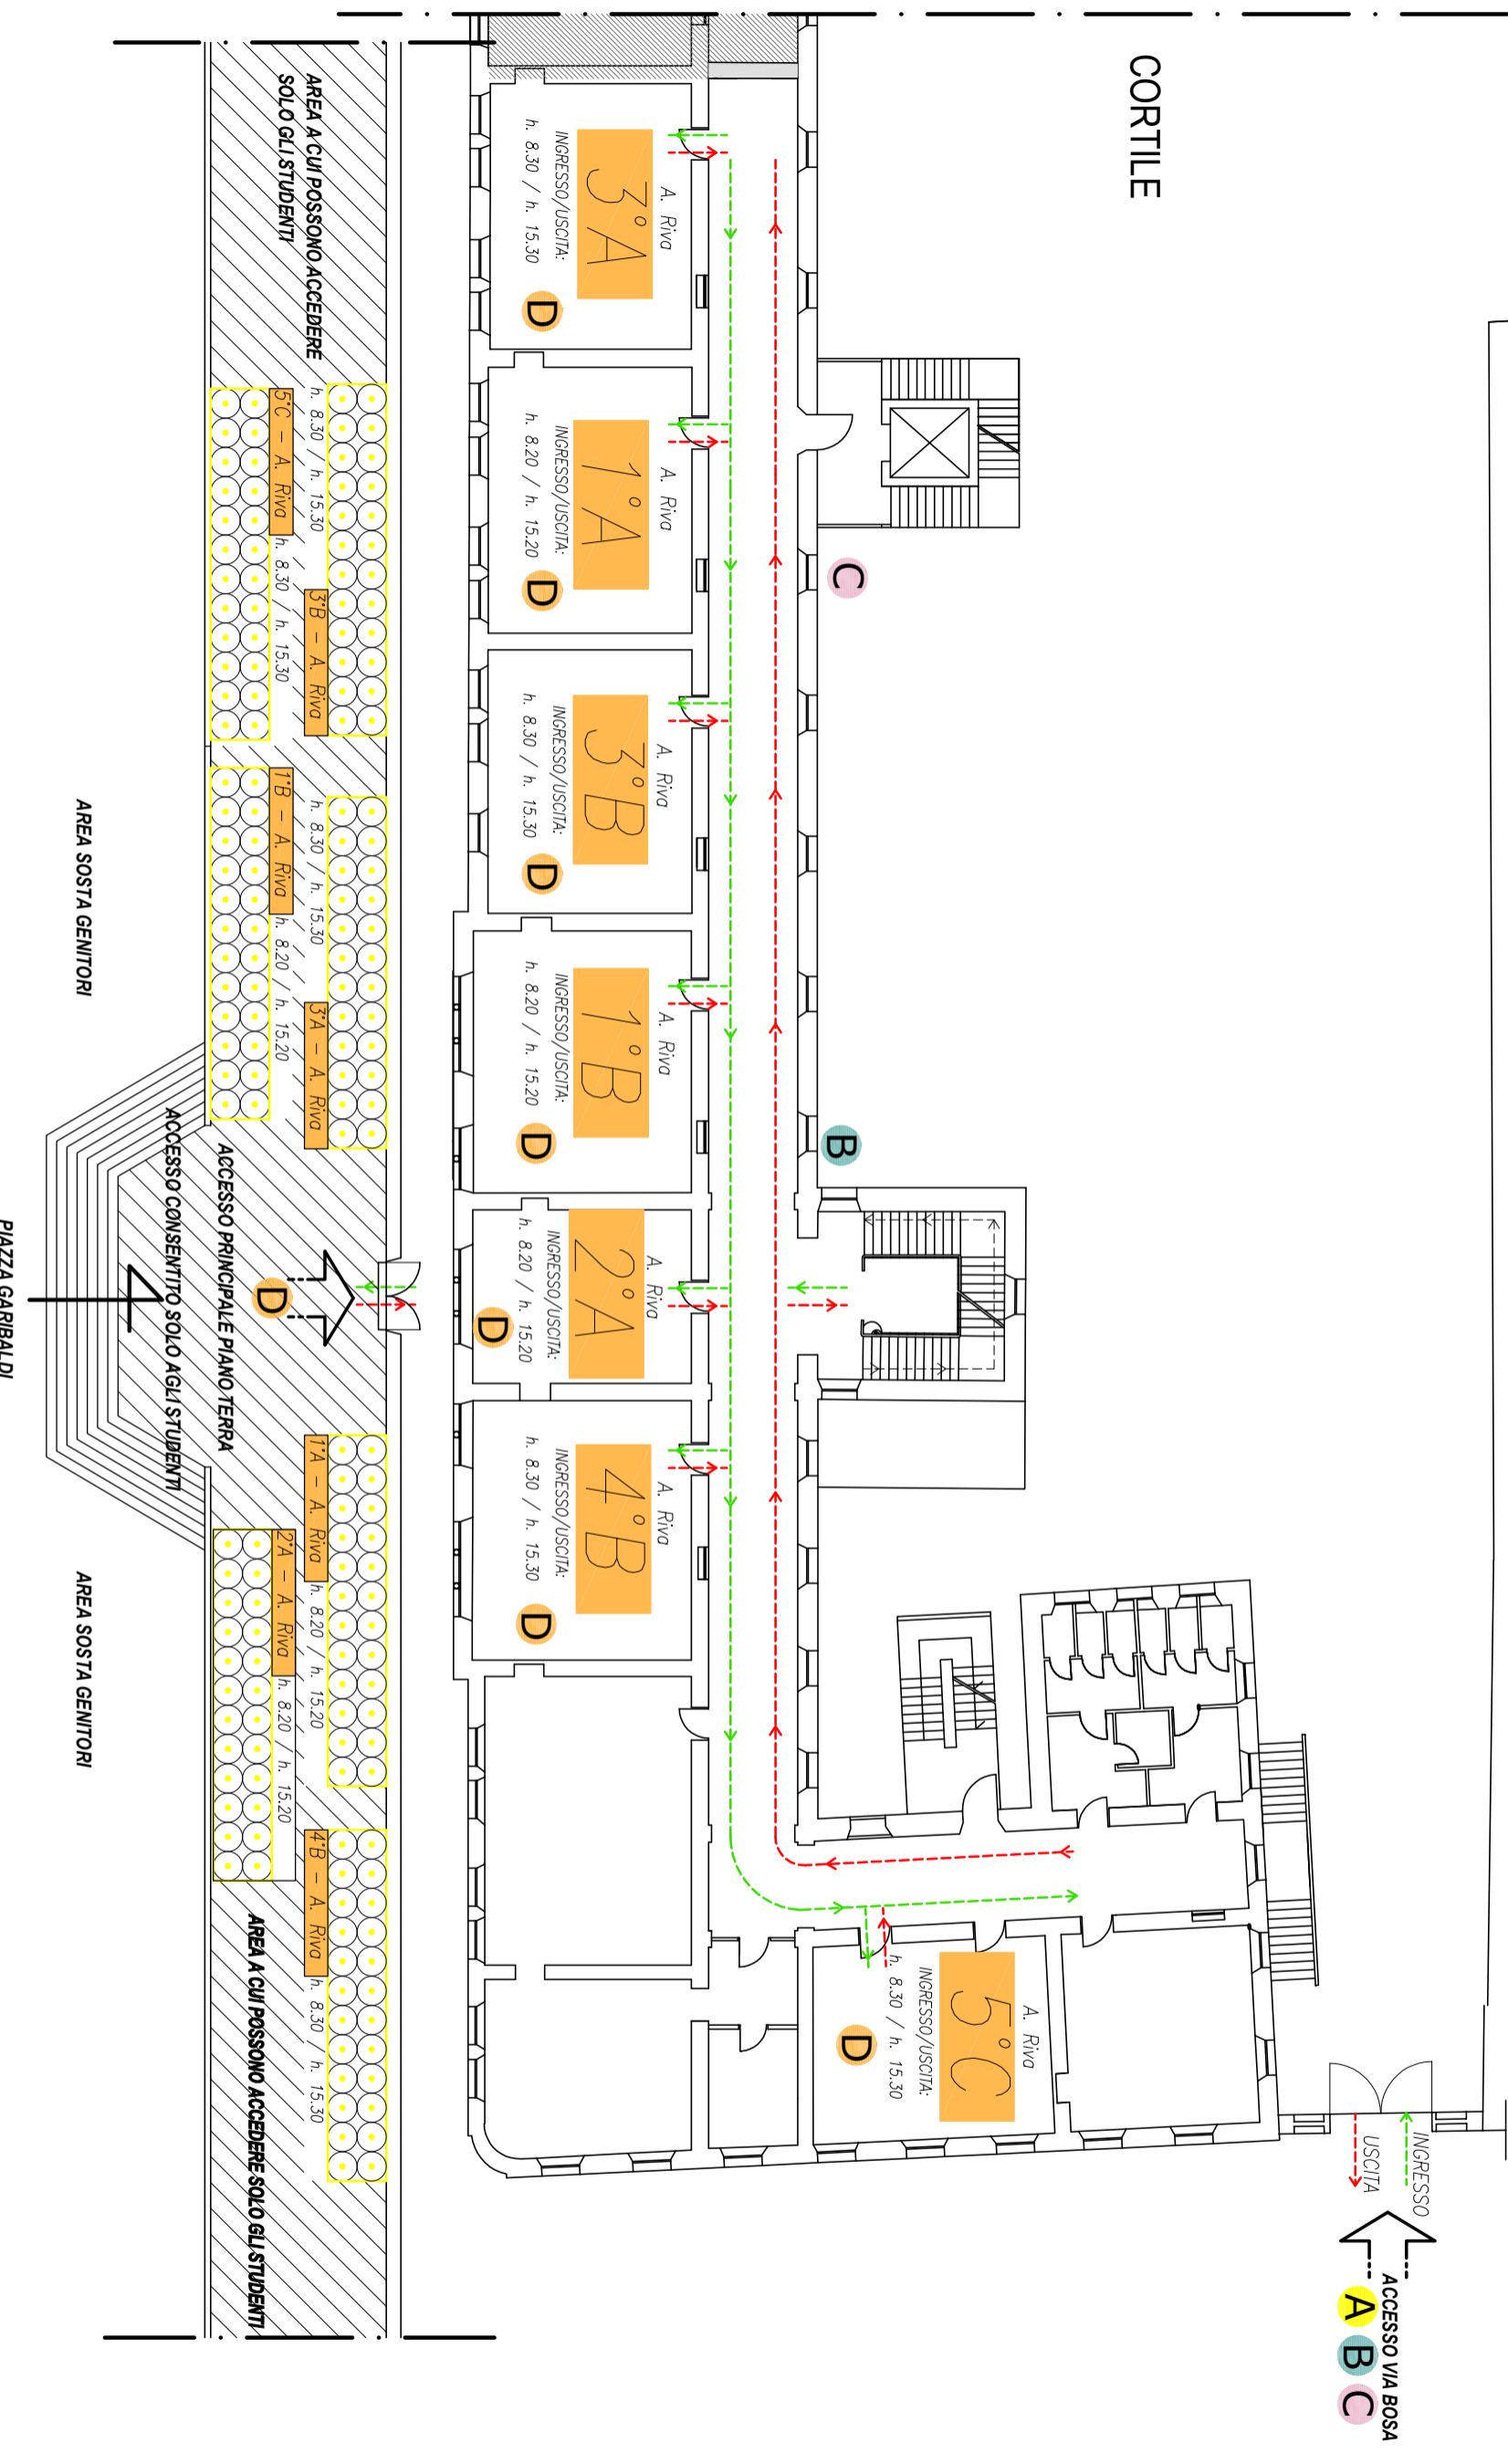 CORTILE
ACCESSO VIA BOSA
A B C
INGRESSO
USCITA
C
B
A. Riva
3°A
INGRESSO/USCITA:
h. 8.30 / h. 15.30
D
A. Riva
1°A
INGRESSO/USCITA:
h. 8.20 / h. 15.20
D
A. Riva
3°B
INGRESSO/USCITA:
h. 8.30 / h. 15.30
D
A. Riva
1°B
INGRESSO/USCITA:
h. 8.20 / h. 15.20
D
A. Riva
2°A
INGRESSO/USCITA:
h. 8.20 / h. 15.20
D
A. Riva
4°B
INGRESSO/USCITA:
h. 8.30 / h. 15.30
D
A. Riva
5°C
INGRESSO/USCITA:
h. 8.30 / h. 15.30
D
AREA A CUI POSSONO ACCEDERE
SOLO GLI STUDENTI
h. 8.30 / h. 15.30 3°B - A. Riva
5°C - A. Riva h. 8.30 / h. 15.30
h. 8.30 / h. 15.30 3°A - A. Riva
1°B - A. Riva h. 8.20 / h. 15.20
D
ACCESSO PRINCIPALE PIANO TERRA
ACCESSO CONSENTITO SOLO AGLI STUDENTI
1°A - A. Riva h. 8.20 / h. 15.20
2°A - A. Riva h. 8.20 / h. 15.20
4°B - A. Riva h. 8.30 / h. 15.30
AREA A CUI POSSONO ACCEDERE SOLO GLI STUDENTI
AREA SOSTA GENITORI
AREA SOSTA GENITORI
PIAZZA GARIBALDI